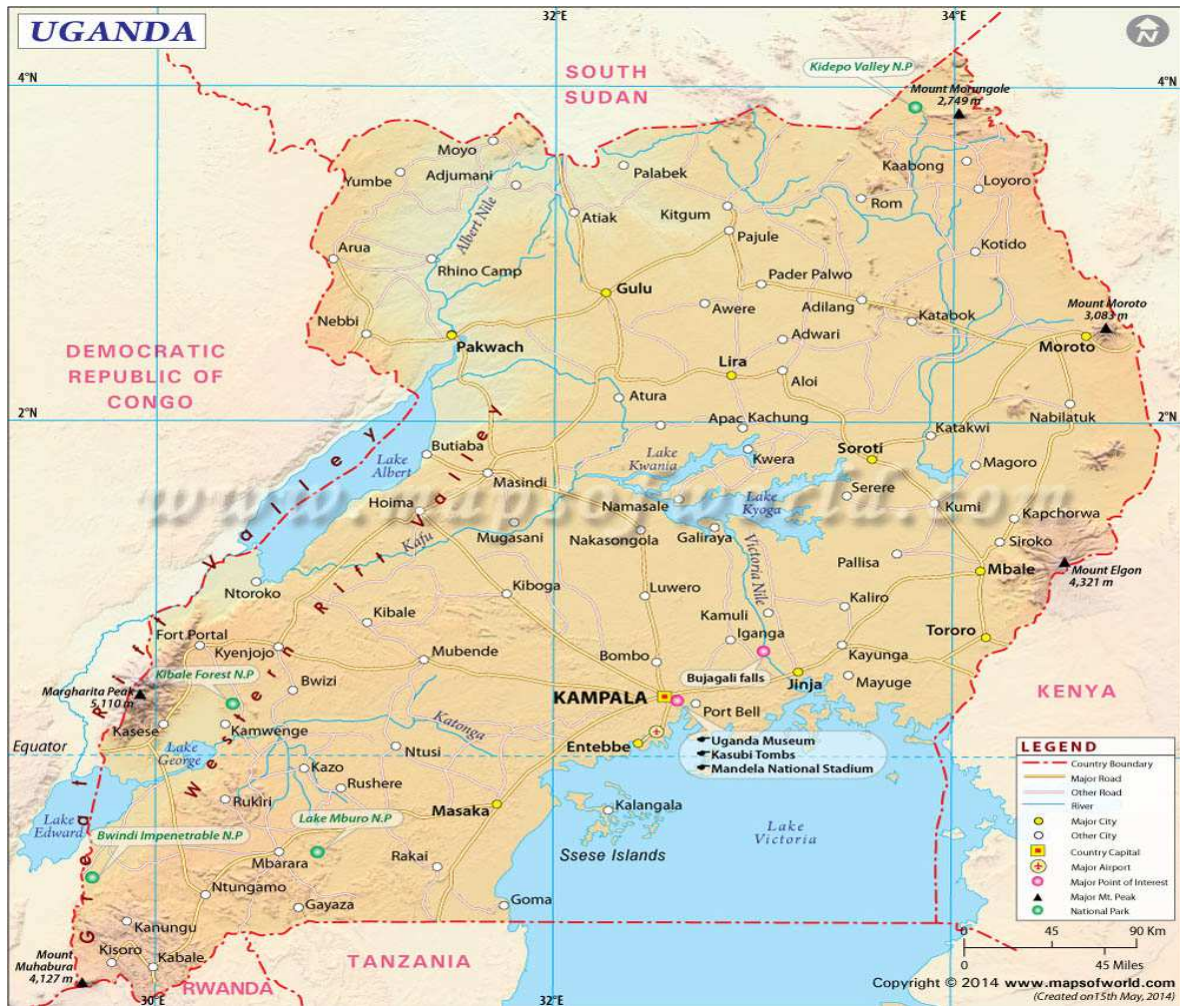 UGANDA
32°E
34°E
N
4°N
4°N
SOUTH
SUDAN
Kidepo Valley N.P
Mount Morungole
2,749 m
Moyo
Yumbe
Adjumani
Palabek
Kaabong
Loyoro
Albert Nile
Atiak
Kitgum
Rom
Pajule
Arua
Rhino Camp
Kotido
Gulu
Pader Palwo
Awere
Adilang
Katabok
Mount Moroto
3,083 m
Nebbi
Pakwach
Adwari
Moroto
DEMOCRATIC
REPUBLIC OF
CONGO
Lira
Aloi
Atura
Nabilatuk
2°N
2°N
Apac
Kachung
Katakwi
Butiaba
Lake
Albert
Lake
Kwania
Kwera
Soroti
Magoro
Masindi
www.mapsofworld.com
Hoima
Namasale
Lake
Kyoga
Serere
Kumi
Kapchorwa
Kafu
Mugasani
Nakasongola
Galiraya
Victoria Nile
Siroko
Pallisa
Mbale
Mount Elgon
4,321 m
Ntoroko
Kiboga
Luwero
Kibale
Kamuli
Kaliro
Fort Portal
Kyenjojo
Mubende
Bombo
Iganga
Kayunga
Tororo
Kibale Forest N.P
Bwizi
Bujagali falls
Jinja
Mayuge
Margharita Peak
5,110 m
KAMPALA
Port Bell
KENYA
Kasese
Kamwenge
Katonga
Entebbe
Uganda Museum
Kasubi Tombs
Mandela National Stadium
Equator
Lake
George
Ntusi
Kazo
Rushere
Rukiri
Masaka
Kalangala
Lake
Victoria
Lake
Edward
Bwindi Impenetrable N.P
Lake Mburo N.P
Ssese Islands
Mbarara
Rakai
Ntungamo
Gayaza
Goma
Kanungu
Kisoro
Kabale
Mount
Muhabura
4,127 m
30°E
RWANDA
TANZANIA
32°E
Great Rift Valley
Western Rift Valley
LEGEND
Country Boundary
Major Road
Other Road
River
Major City
Other City
Country Capital
Major Airport
Major Point of Interest
Major Mt. Peak
National Park
0 45 90 Km
0 45 Miles
Copyright © 2014 www.mapsofworld.com
(Created on15th May, 2014)